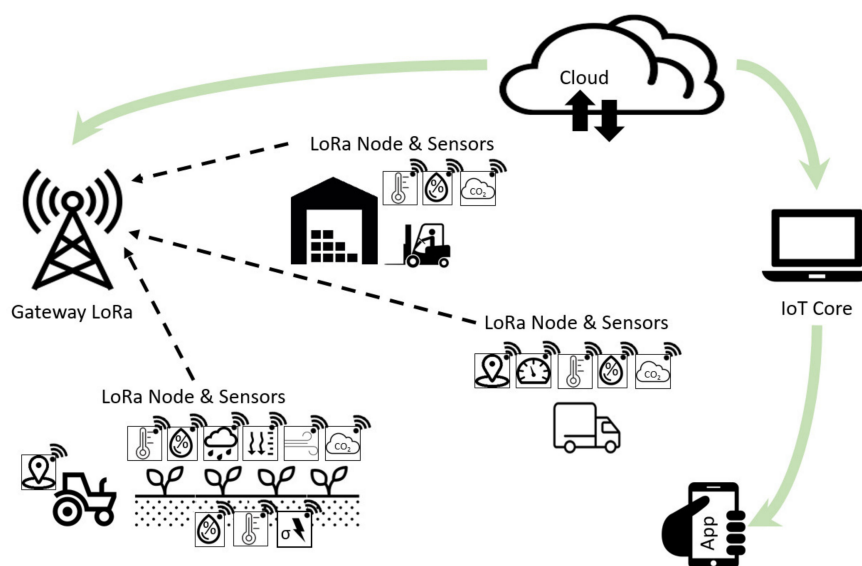 Cloud
LoRa Node & Sensors
%
CO₂
Gateway LoRa
IoT Core
LoRa Node & Sensors
%
CO₂
LoRa Node & Sensors
%
CO₂
%
σ
App